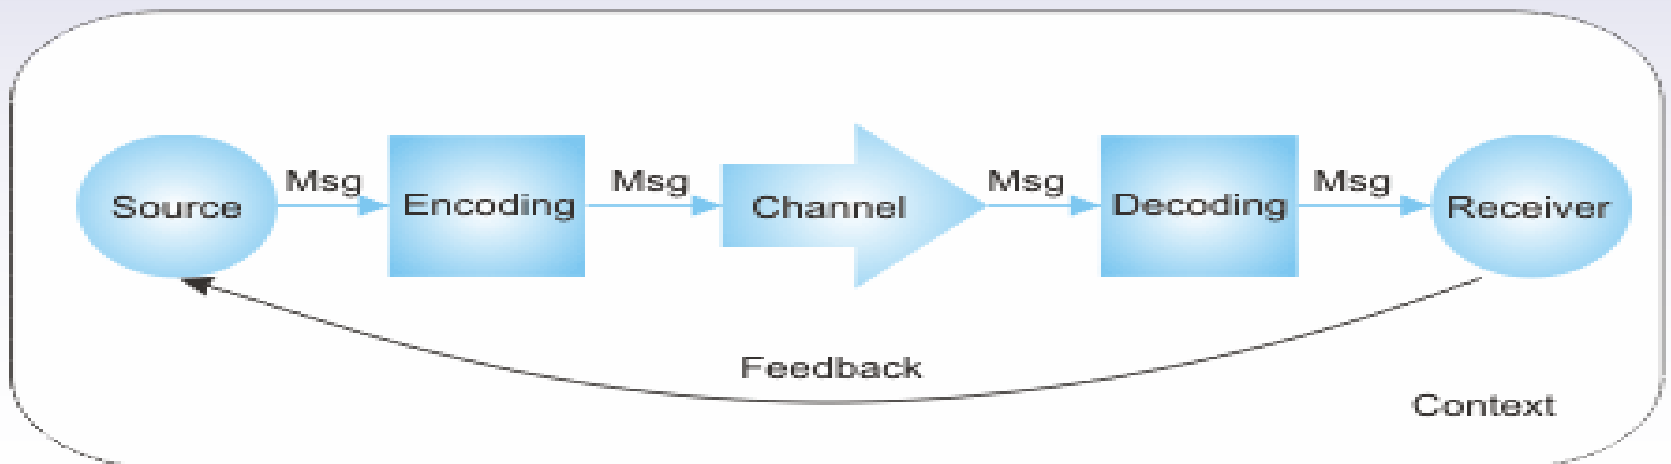 Msg Msg Msg Msg
Source Encoding Channel Decoding Receiver
Feedback
Context